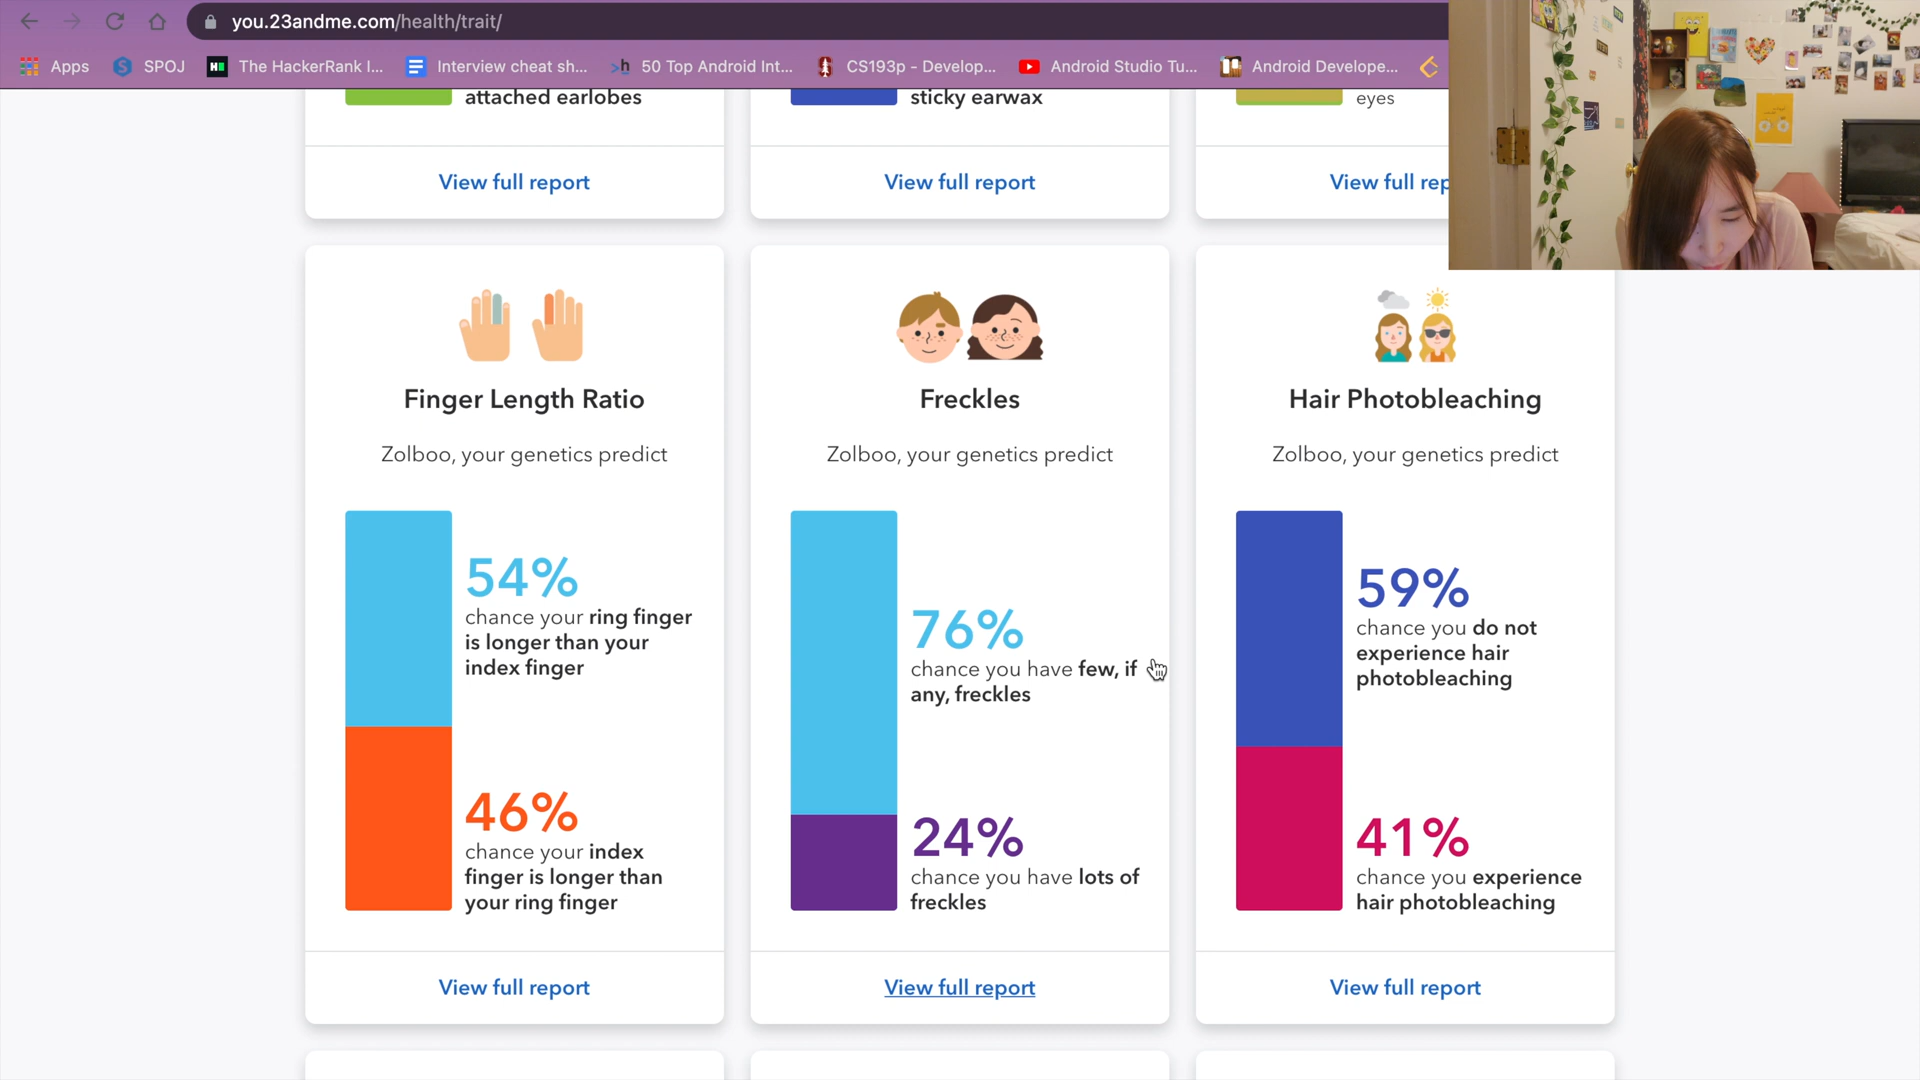 you.23andme.com/health/trait/
Apps
SPOJ
The HackerRank I...
Interview cheat sh...
50 Top Android Int...
CS193p - Develop...
Android Studio Tu...
Android Develope...
attached earlobes
sticky earwax
eyes
View full report
View full report
View full rep
Finger Length Ratio
Zolboo, your genetics predict
54%
chance your ring finger
is longer than your
index finger
46%
chance your index
finger is longer than
your ring finger
View full report
Freckles
Zolboo, your genetics predict
76%
chance you have few, if
any, freckles
24%
chance you have lots of
freckles
View full report
Hair Photobleaching
Zolboo, your genetics predict
59%
chance you do not
experience hair
photobleaching
41%
chance you experience
hair photobleaching
View full report